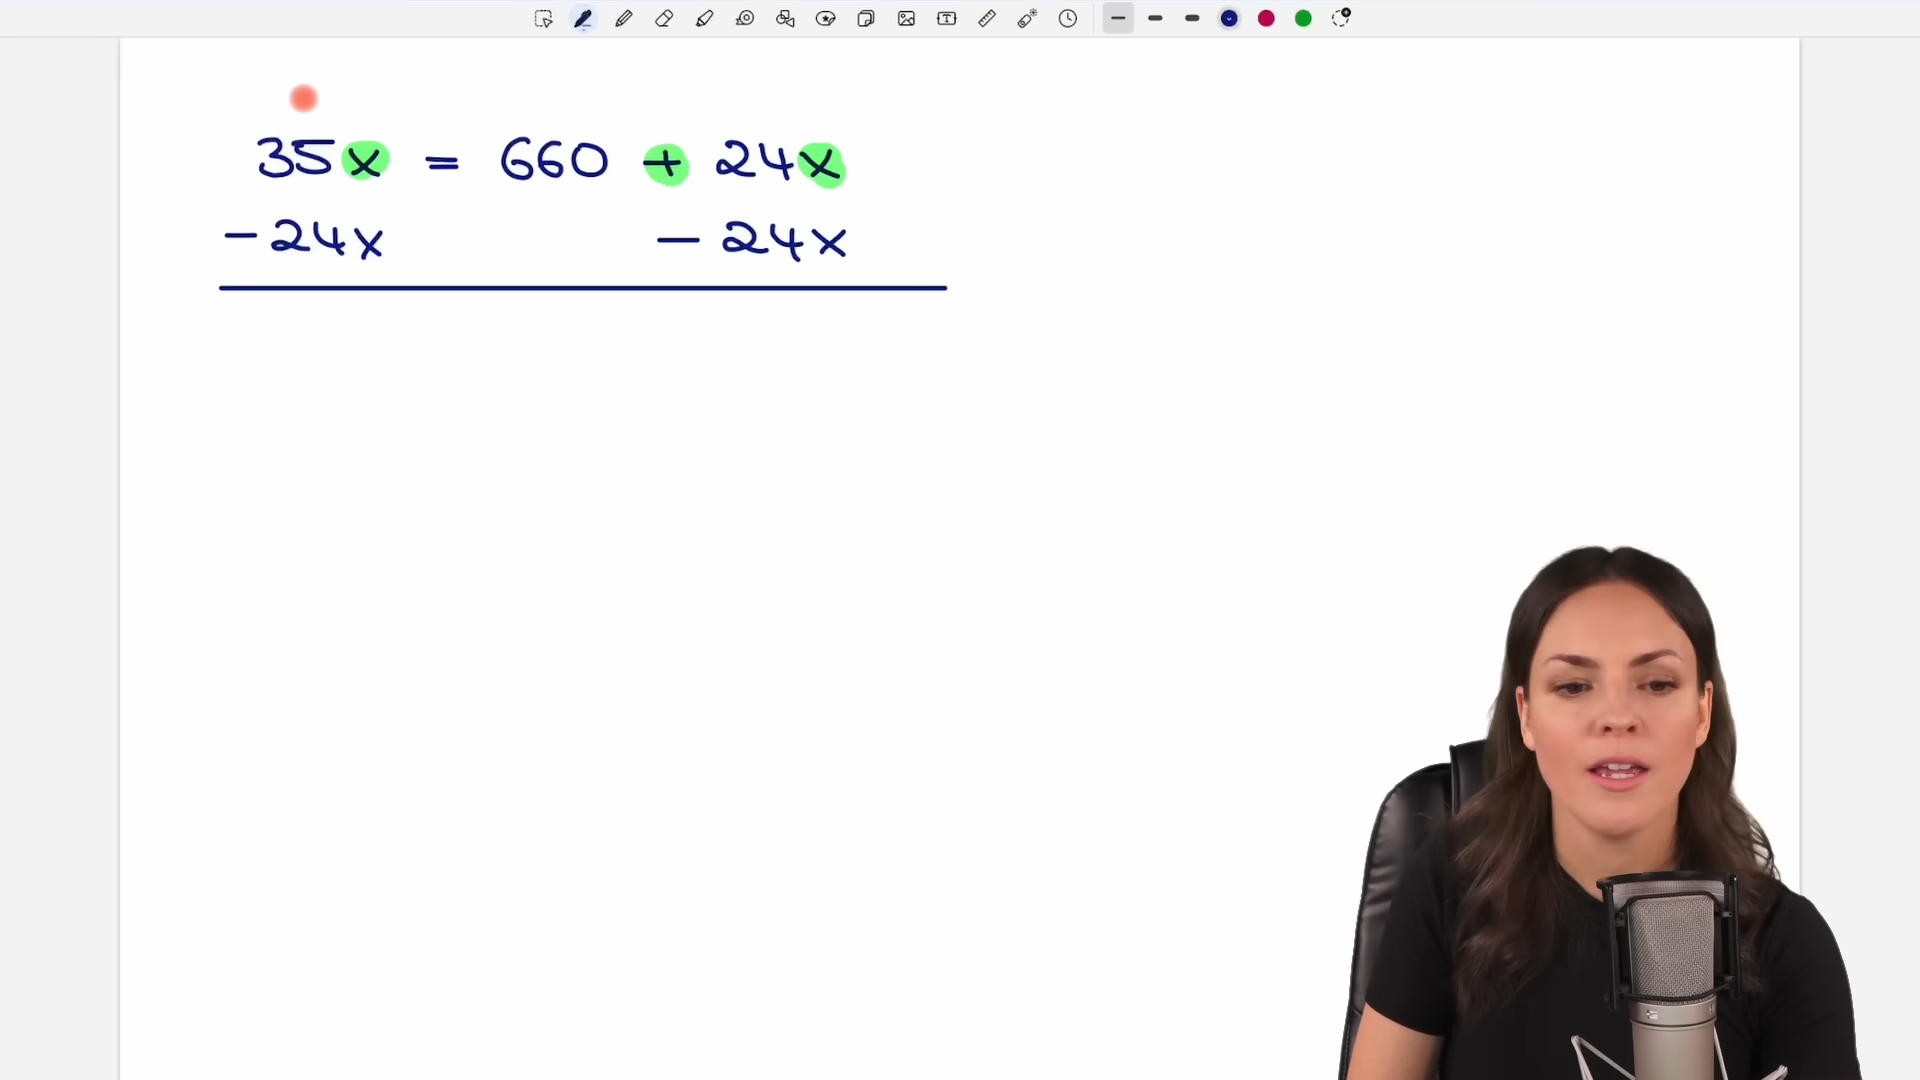 35x = 660 + 24x
- 24x - 24x